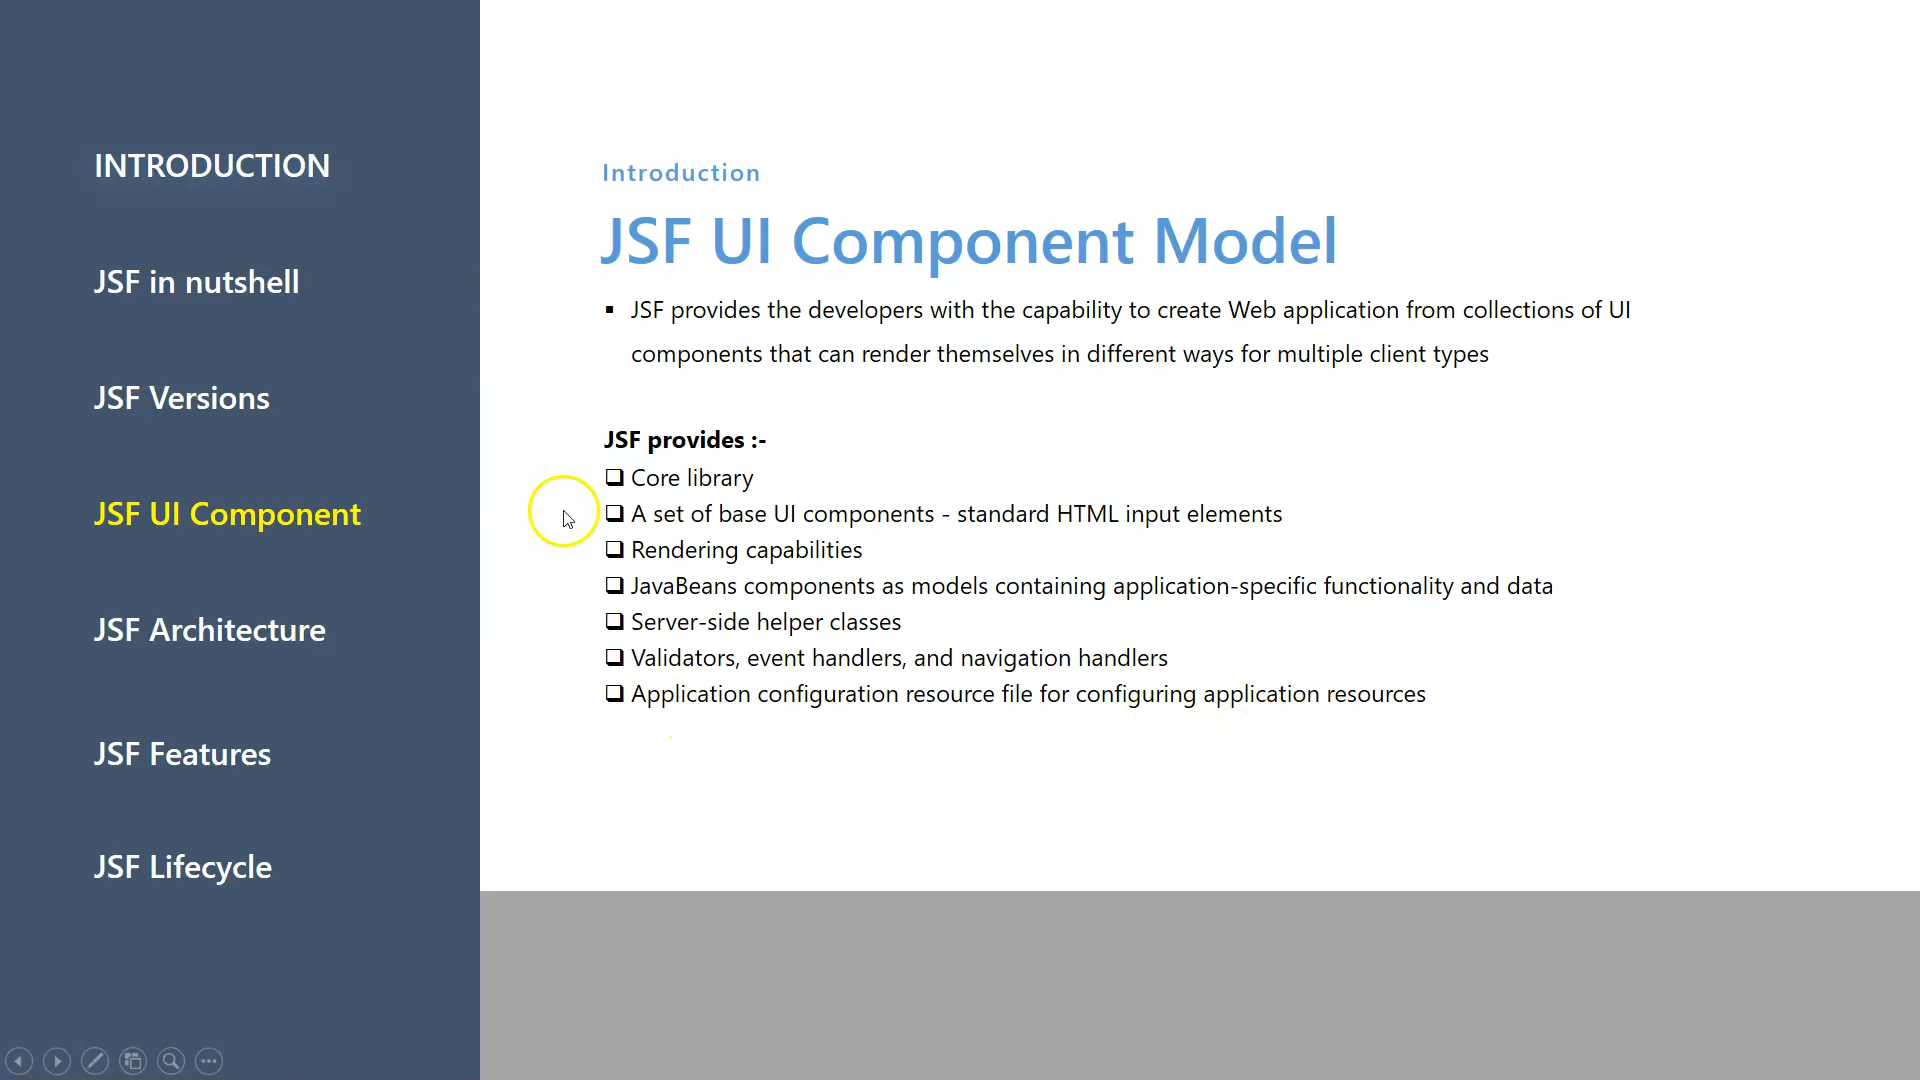 INTRODUCTION
JSF in nutshell
JSF Versions
JSF UI Component
JSF Architecture
JSF Features
JSF Lifecycle
Introduction
JSF UI Component Model
▪ JSF provides the developers with the capability to create Web application from collections of UI
components that can render themselves in different ways for multiple client types
JSF provides :-
❑ Core library
❑ A set of base UI components - standard HTML input elements
❑ Rendering capabilities
❑ JavaBeans components as models containing application-specific functionality and data
❑ Server-side helper classes
❑ Validators, event handlers, and navigation handlers
❑ Application configuration resource file for configuring application resources